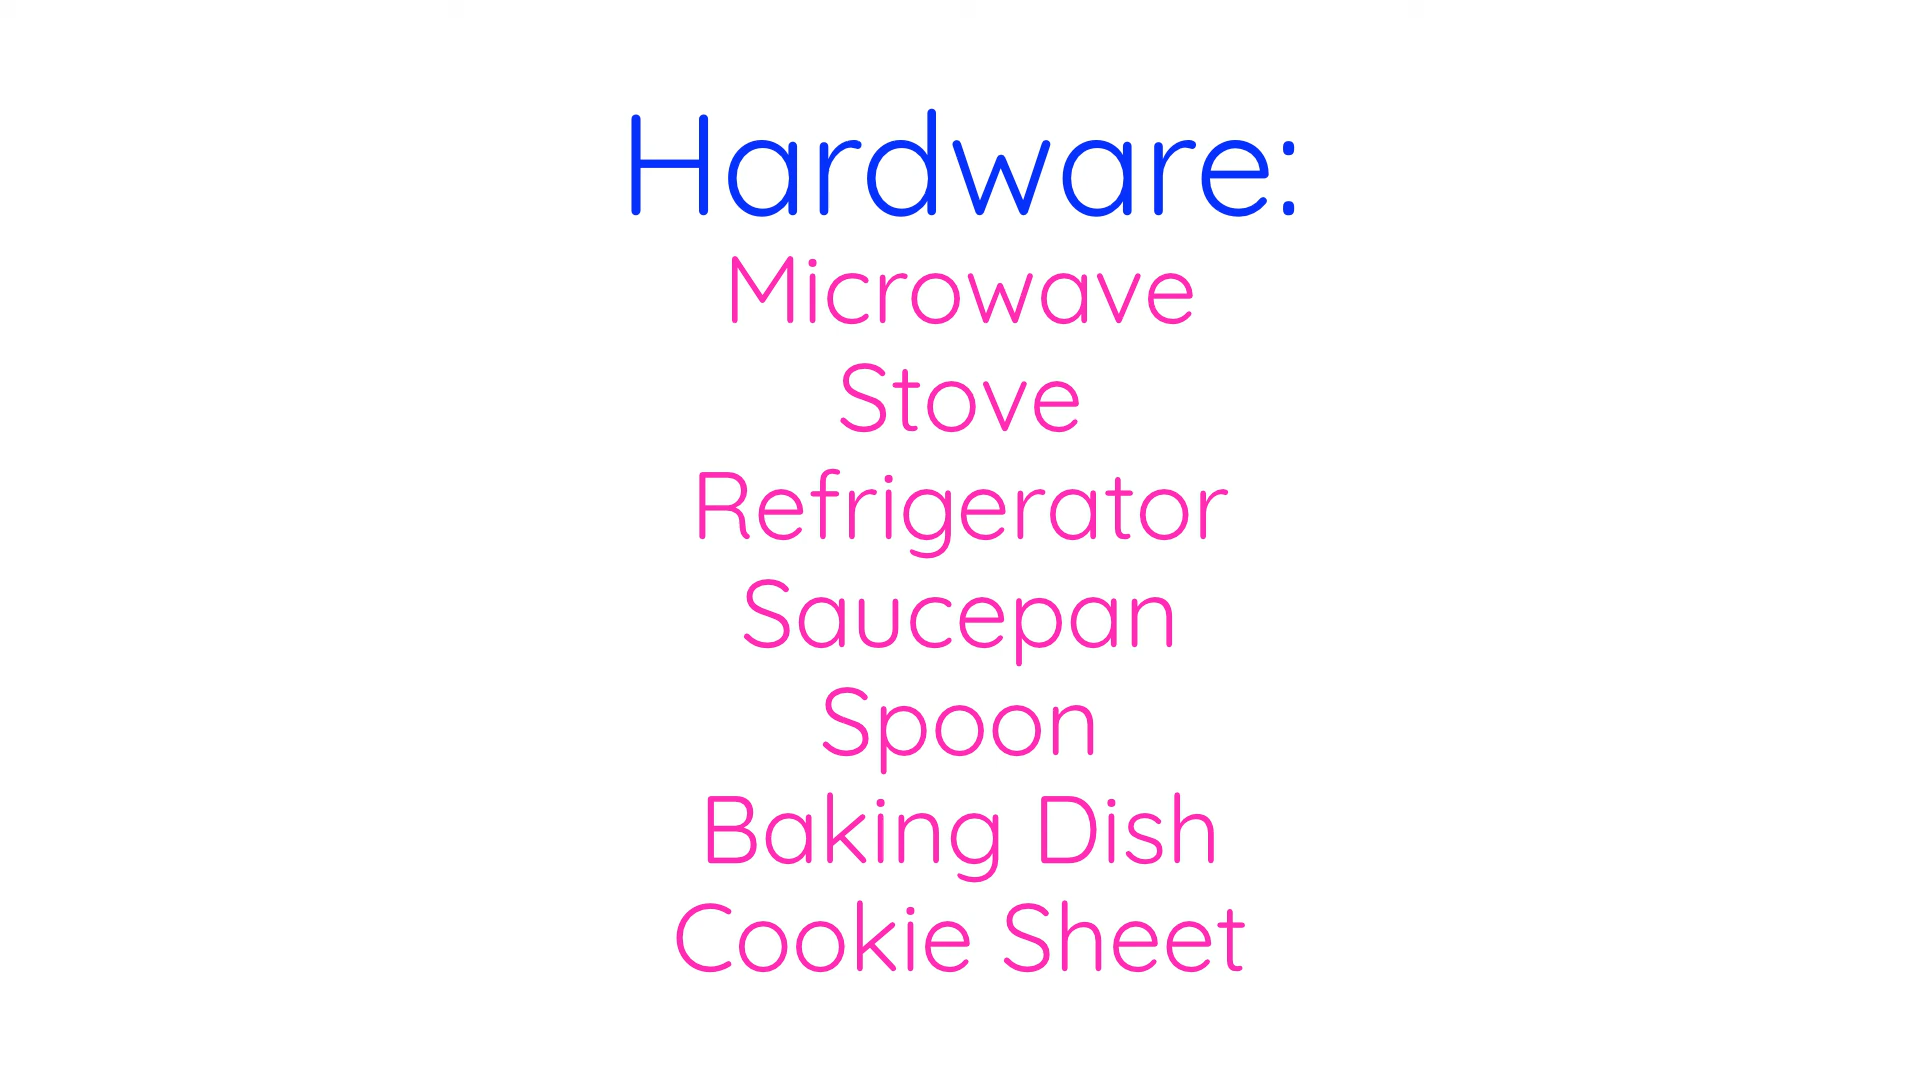 Hardware:
Microwave
Stove
Refrigerator
Saucepan
Spoon
Baking Dish
Cookie Sheet